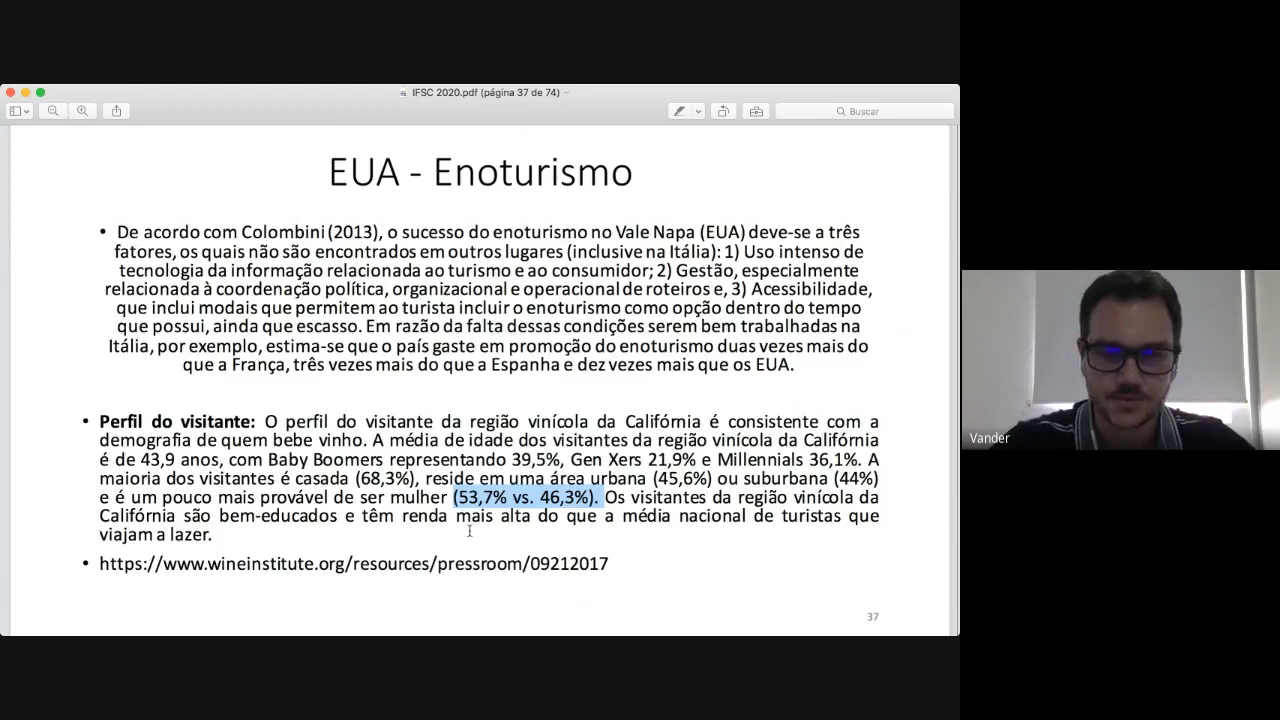 IFSC 2020.pdf (página 37 de 74)
Buscar
EUA - Enoturismo
• De acordo com Colombini (2013), o sucesso do enoturismo no Vale Napa (EUA) deve-se a três
fatores, os quais não são encontrados em outros lugares (inclusive na Itália): 1) Uso intenso de
tecnologia da informação relacionada ao turismo e ao consumidor; 2) Gestão, especialmente
relacionada à coordenação política, organizacional e operacional de roteiros e, 3) Acessibilidade,
que inclui modais que permitem ao turista incluir o enoturismo como opção dentro do tempo
que possui, ainda que escasso. Em razão da falta dessas condições serem bem trabalhadas na
Itália, por exemplo, estima-se que o país gaste em promoção do enoturismo duas vezes mais do
que a França, três vezes mais do que a Espanha e dez vezes mais que os EUA.
• Perfil do visitante: O perfil do visitante da região vinícola da Califórnia é consistente com a
demografia de quem bebe vinho. A média de idade dos visitantes da região vinícola da Califórnia
é de 43,9 anos, com Baby Boomers representando 39,5%, Gen Xers 21,9% e Millennials 36,1%. A
maioria dos visitantes é casada (68,3%), reside em uma área urbana (45,6%) ou suburbana (44%)
e é um pouco mais provável de ser mulher (53,7% vs. 46,3%). Os visitantes da região vinícola da
Califórnia são bem-educados e têm renda mais alta do que a média nacional de turistas que
viajam a lazer.
• https://www.wineinstitute.org/resources/pressroom/09212017
37
Vander